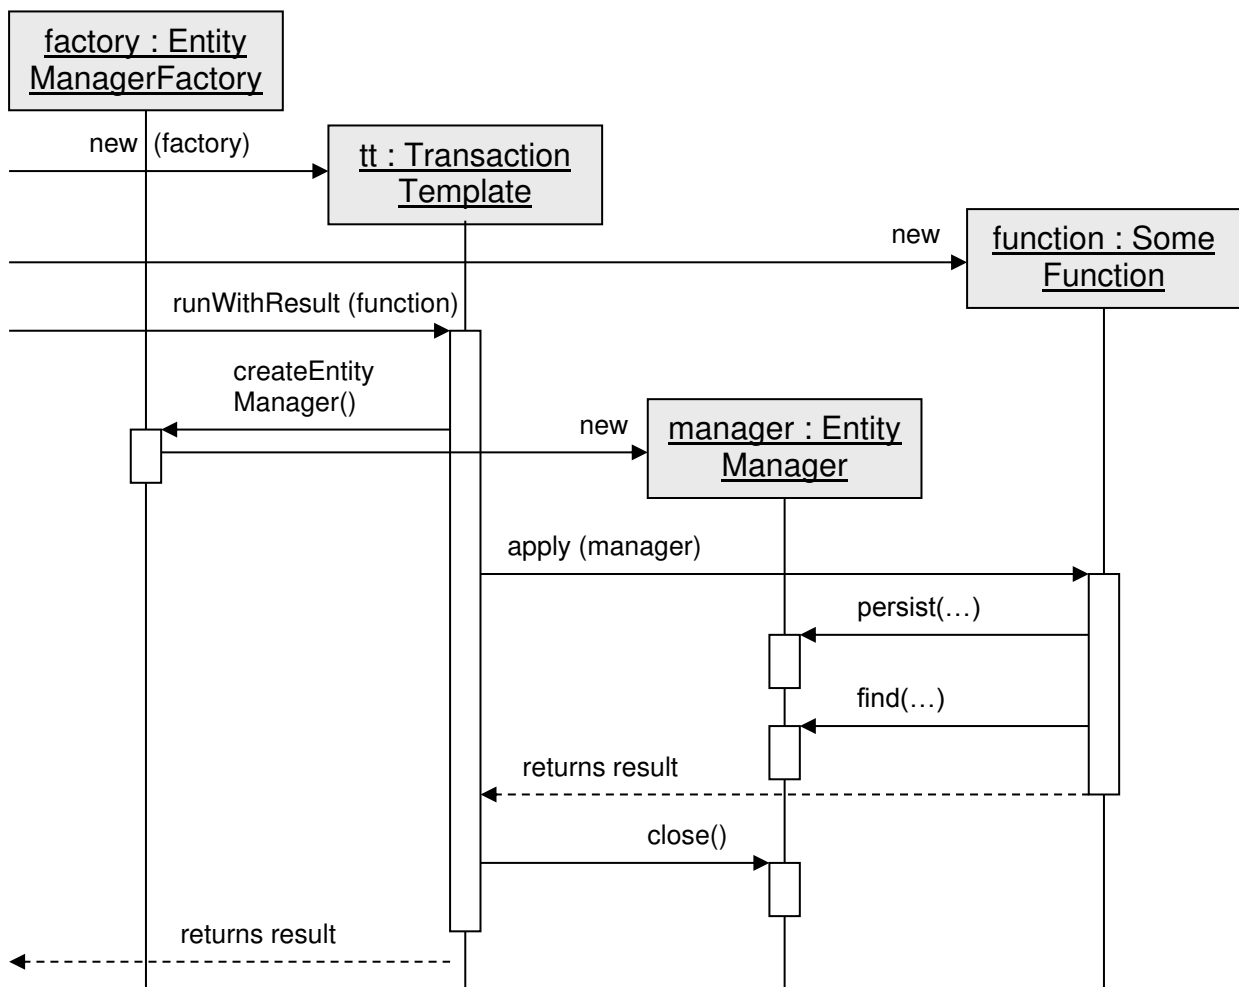 factory : Entity
ManagerFactory
new (factory)
tt : Transaction
Template
new
function : Some
Function
runWithResult (function)
createEntity
Manager()
new
manager : Entity
Manager
apply (manager)
persist(…)
find(…)
returns result
close()
returns result